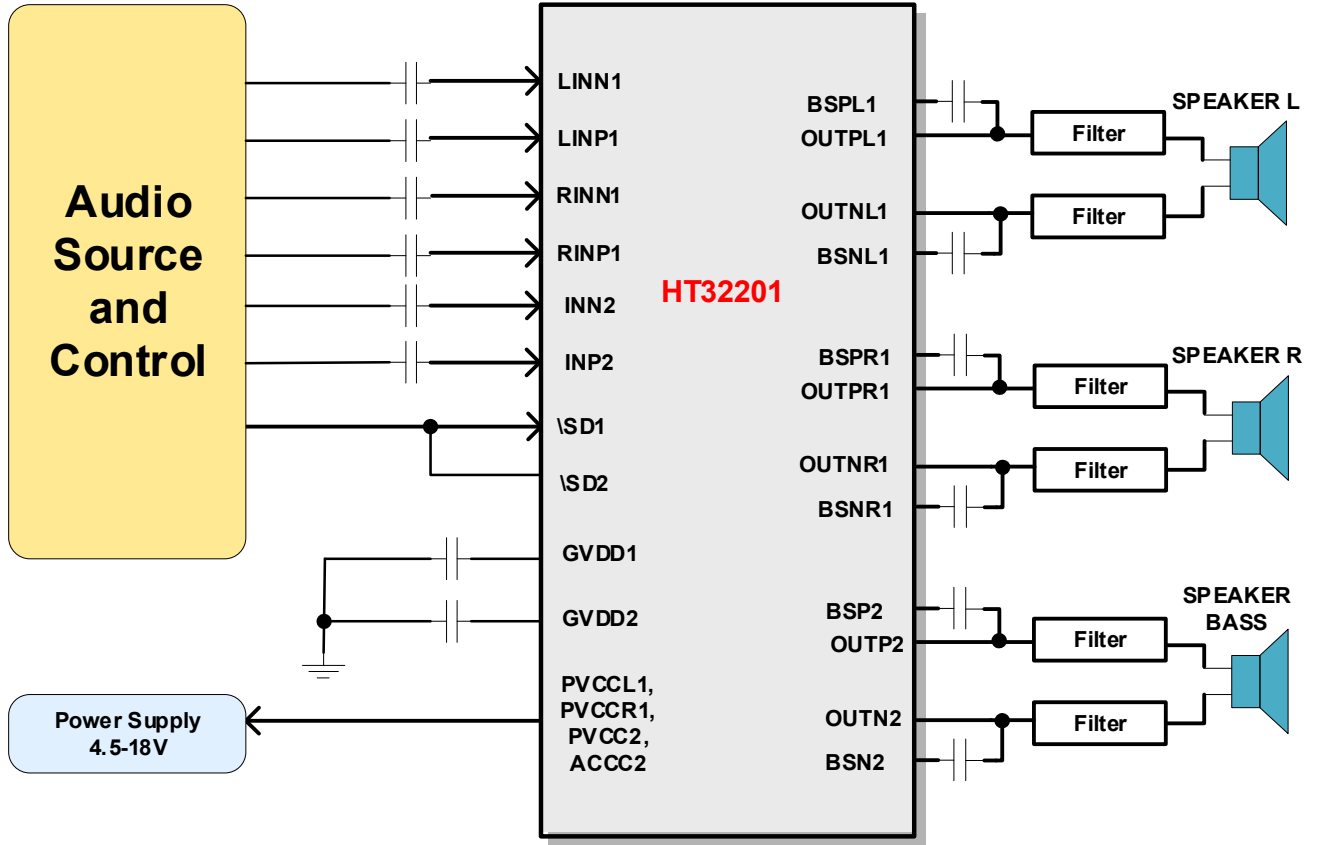 Audio
Source
and
Control
LINN1
LINP1
RINN1
RINP1
INN2
INP2
\SD1
\SD2
GVDD1
GVDD2
PVCCL1,
PVCCR1,
PVCC2,
ACCC2
Power Supply
4.5-18V
HT32201
BSPL1
OUTPL1
OUTNL1
BSNL1
BSPR1
OUTPR1
OUTNR1
BSNR1
BSP2
OUTP2
OUTN2
BSN2
Filter
Filter
SPEAKER L
Filter
Filter
SPEAKER R
Filter
Filter
SPEAKER
BASS